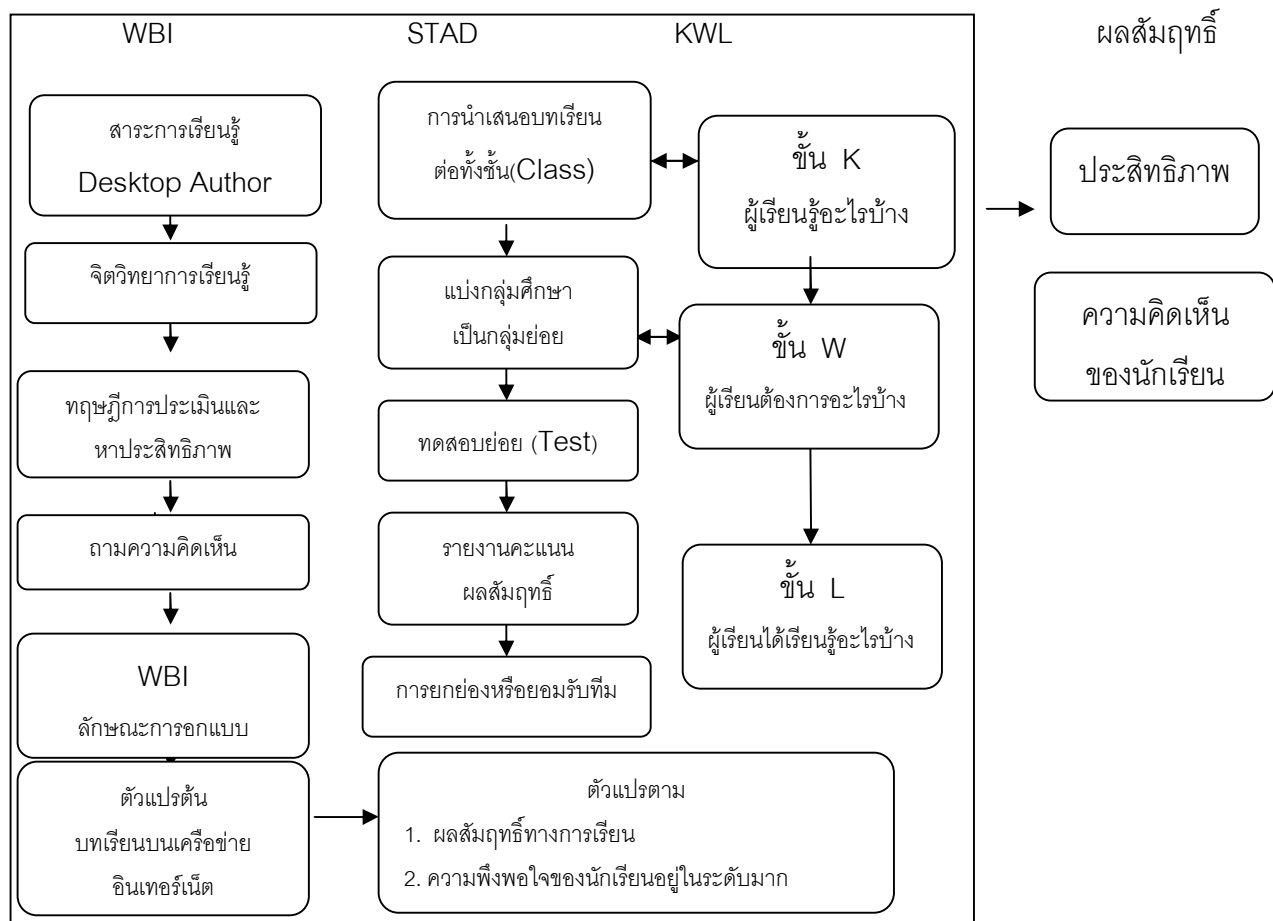 WBI
STAD
KWL
ผลสัมฤทธิ์
สาระการเรียนรู้
Desktop Author
จิตวิทยาการเรียนรู้
ทฤษฎีการประเมินและ
หาประสิทธิภาพ
ถามความคิดเห็น
WBI
ลักษณะการอกแบบ
ตัวแปรต้น
บทเรียนบนเครือข่าย
อินเทอร์เน็ต
การนำเสนอบทเรียน
ต่อทั้งชั้น(Class)
แบ่งกลุ่มศึกษา
เป็นกลุ่มย่อย
ทดสอบย่อย (Test)
รายงานคะแนน
ผลสัมฤทธิ์
การยกย่องหรือยอมรับทีม
ตัวแปรตาม
1. ผลสัมฤทธิ์ทางการเรียน
2. ความพึงพอใจของนักเรียนอยู่ในระดับมาก
ขั้น K
ผู้เรียนรู้อะไรบ้าง
ขั้น W
ผู้เรียนต้องการอะไรบ้าง
ขั้น L
ผู้เรียนได้เรียนรู้อะไรบ้าง
ประสิทธิภาพ
ความคิดเห็น
ของนักเรียน